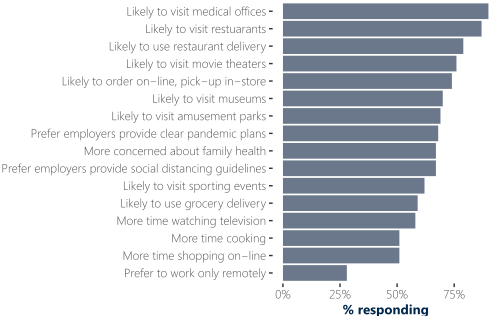 Likely to visit medical offices
Likely to visit restuarants
Likely to use restaurant delivery
Likely to visit movie theaters
Likely to order on−line, pick−up in−store
Likely to visit museums
Likely to visit amusement parks
Prefer employers provide clear pandemic plans
More concerned about family health
Prefer employers provide social distancing guidelines
Likely to visit sporting events
Likely to use grocery delivery
More time watching television
More time cooking
More time shopping on−line
Prefer to work only remotely
0% 25% 50% 75%
% responding